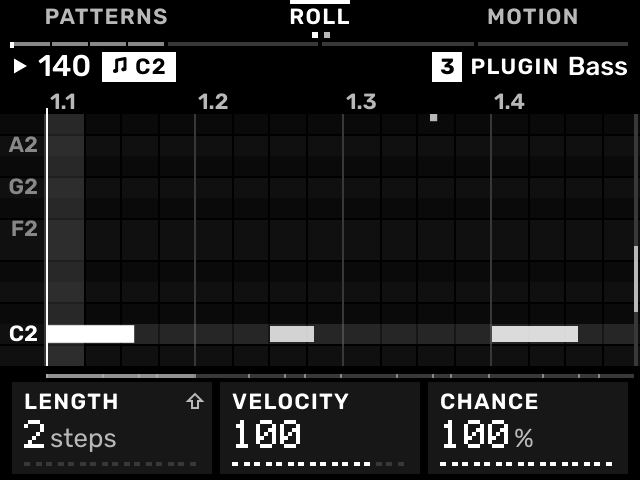 PATTERNS ROLL MOTION
140 C2 3 PLUGIN Bass
1.1 1.2 1.3 1.4
A2
G2
F2
C2
LENGTH VELOCITY CHANCE
2 steps 100 100 %